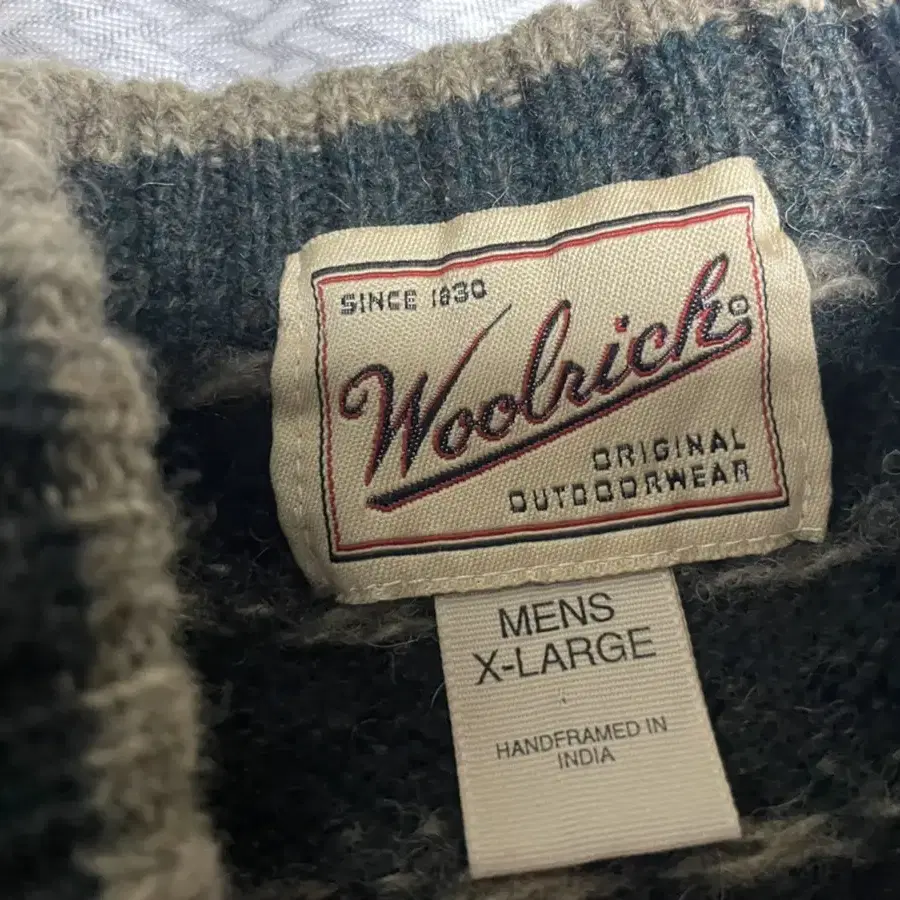 SINCE 1830
Woolrich®
ORIGINAL
OUTDOORWEAR
MENS
X-LARGE
HANDFRAMED IN
INDIA